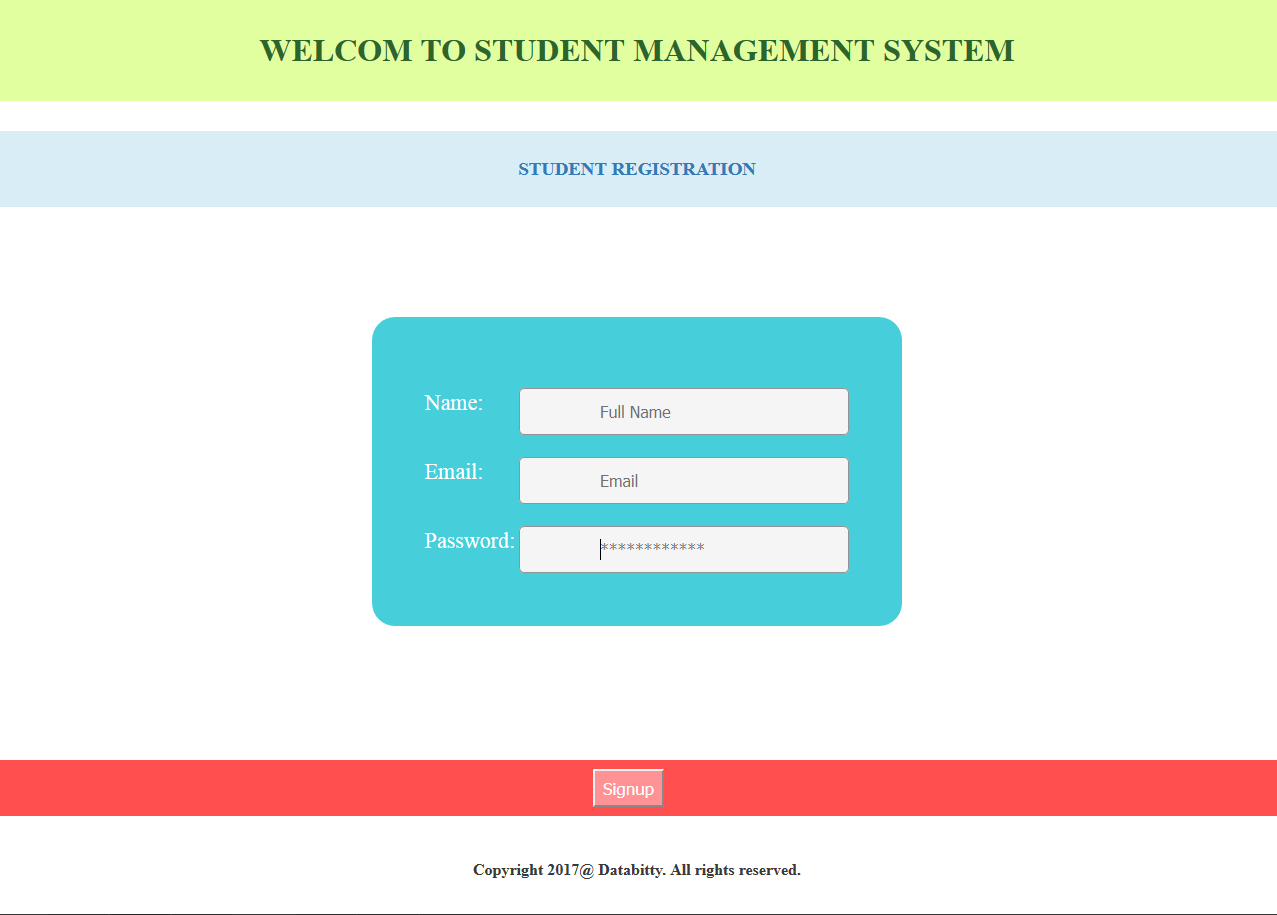 WELCOM TO STUDENT MANAGEMENT SYSTEM
STUDENT REGISTRATION
Name: Full Name
Email: Email
Password: ************
Signup
Copyright 2017@ Databitty. All rights reserved.